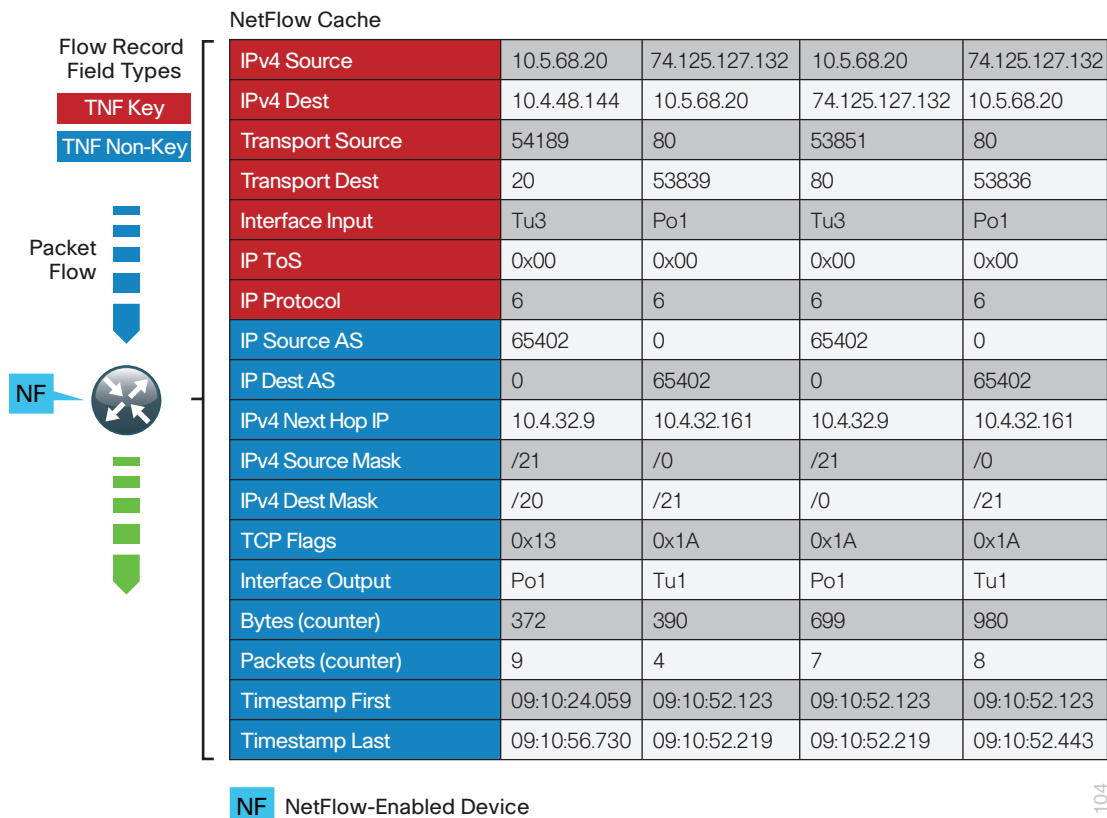 NetFlow Cache
Flow Record
Field Types
TNF Key
TNF Non-Key
Packet
Flow
NF
IPv4 Source 10.5.68.20 74.125.127.132 10.5.68.20 74.125.127.132
IPv4 Dest 10.4.48.144 10.5.68.20 74.125.127.132 10.5.68.20
Transport Source 54189 80 53851 80
Transport Dest 20 53839 80 53836
Interface Input Tu3 Po1 Tu3 Po1
IP ToS 0x00 0x00 0x00 0x00
IP Protocol 6 6 6 6
IP Source AS 65402 0 65402 0
IP Dest AS 0 65402 0 65402
IPv4 Next Hop IP 10.4.32.9 10.4.32.161 10.4.32.9 10.4.32.161
IPv4 Source Mask /21 /0 /21 /0
IPv4 Dest Mask /20 /21 /0 /21
TCP Flags 0x13 0x1A 0x1A 0x1A
Interface Output Po1 Tu1 Po1 Tu1
Bytes (counter) 372 390 699 980
Packets (counter) 9 4 7 8
Timestamp First 09:10:24.059 09:10:52.123 09:10:52.123 09:10:52.123
Timestamp Last 09:10:56.730 09:10:52.219 09:10:52.219 09:10:52.443
NF NetFlow-Enabled Device
104